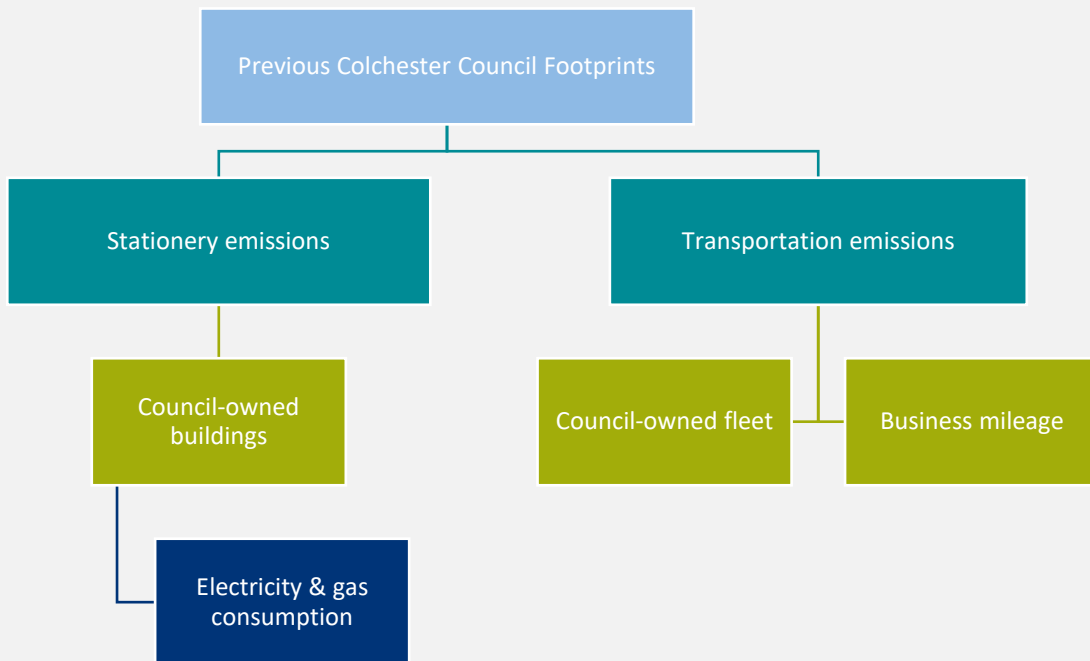 Previous Colchester Council Footprints
Stationery emissions
Transportation emissions
Council-owned
buildings
Council-owned fleet
Business mileage
Electricity & gas
consumption